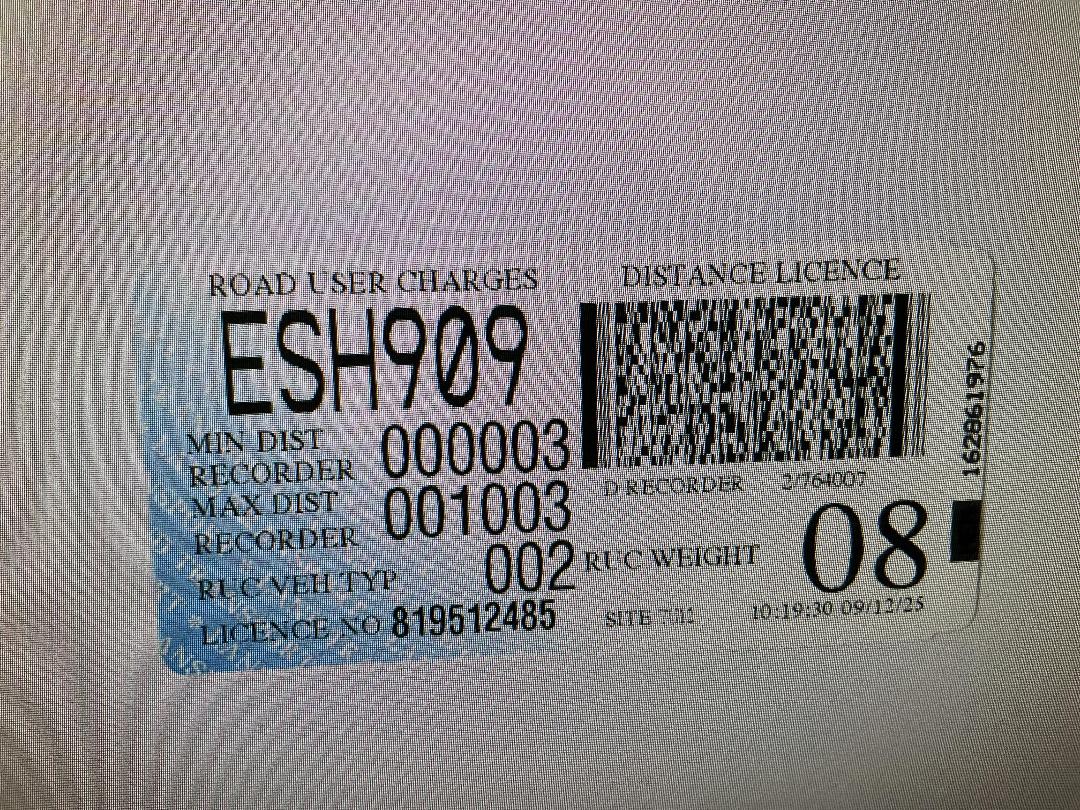 ROAD USER CHARGES
DISTANCE LICENCE
ESH909
MIN DIST
RECORDER 000003
MAX DIST
RECORDER 001003
RUC VEH TYP 002
LICENCE NO 819512485
D RECORDER 2/764007
RUC WEIGHT 08
SITE
10:19:30 09/12/25
162861976